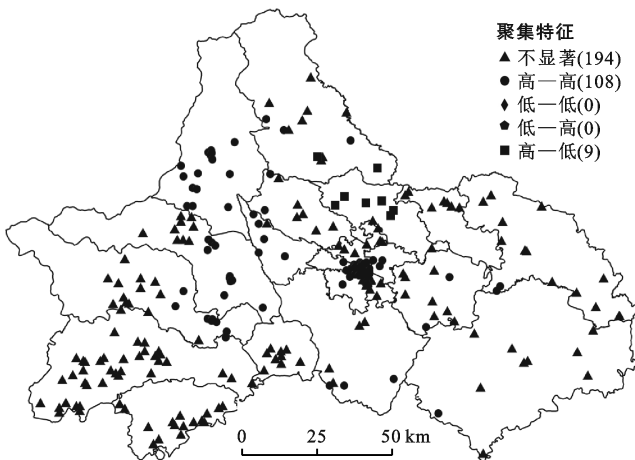 聚集特征
不显著(194)
高—高(108)
低—低(0)
低—高(0)
高—低(9)
0 25 50 km